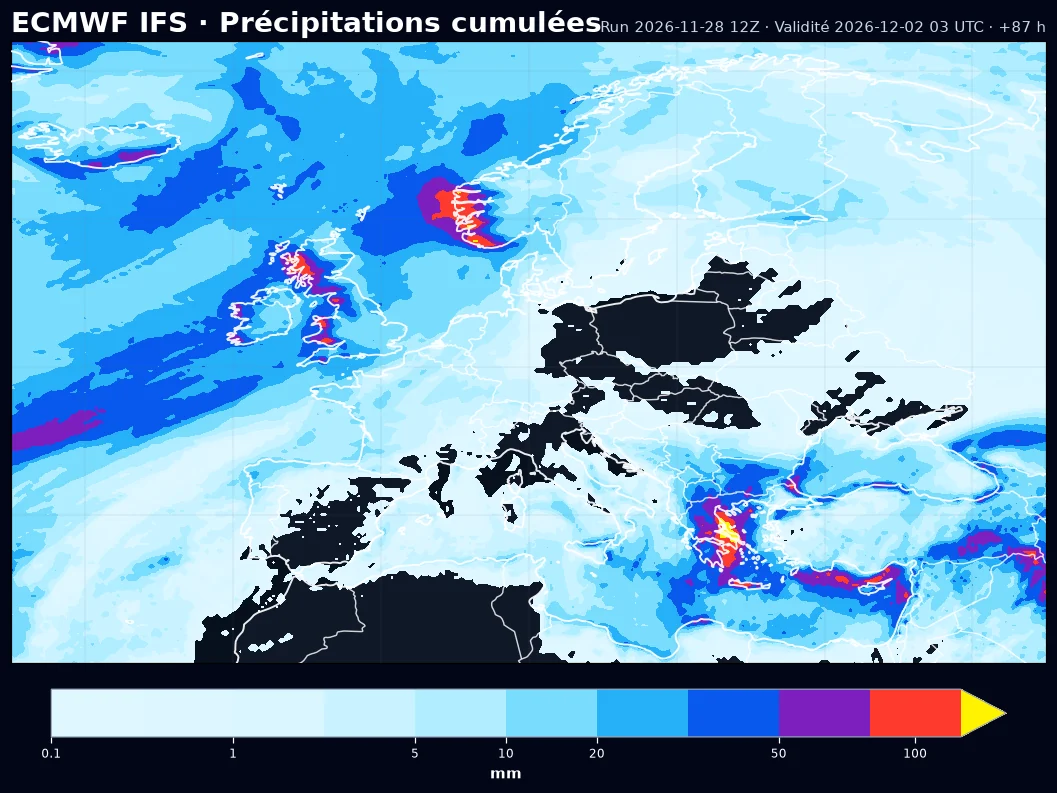 ECMWF IFS · Précipitations cumulées
Run 2026-11-28 12Z · Validité 2026-12-02 03 UTC · +87 h
0.1 1 5 10 20 50 100
mm